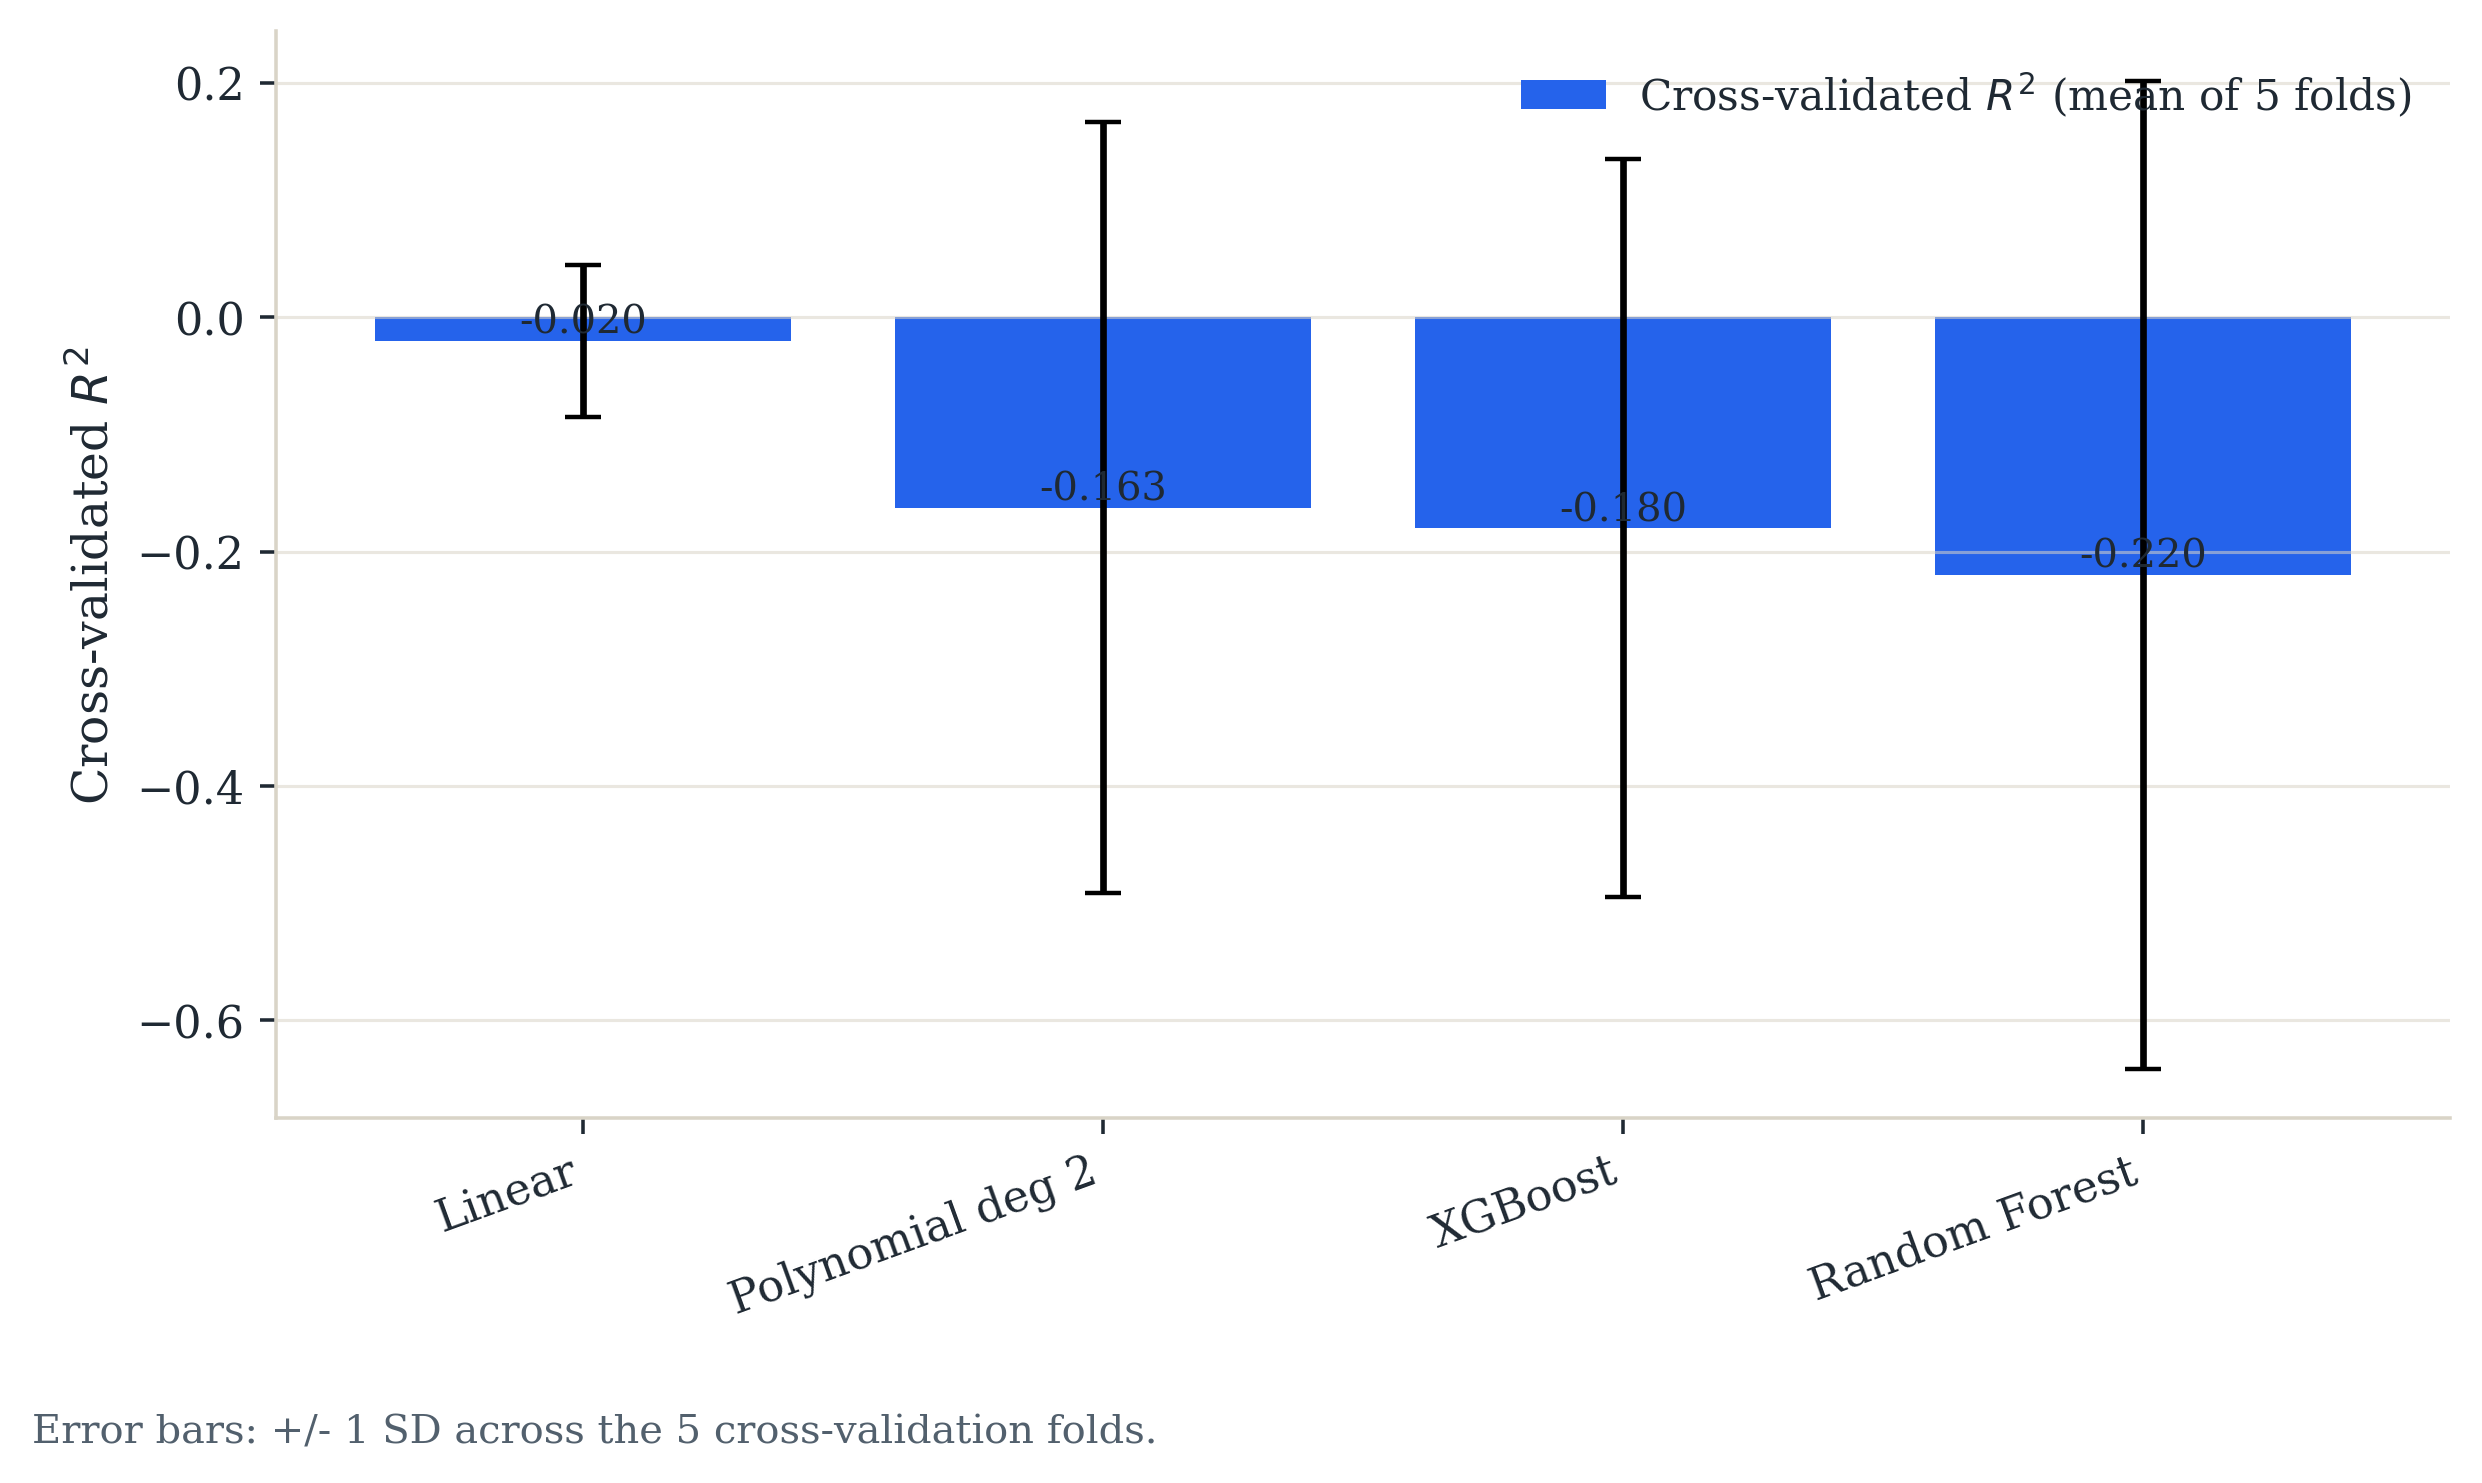 Cross-validated R² (mean of 5 folds)
Cross-validated R²
0.2
0.0
−0.2
−0.4
−0.6
-0.020
-0.163
-0.180
-0.220
Linear
Polynomial deg 2
XGBoost
Random Forest
Error bars: +/- 1 SD across the 5 cross-validation folds.